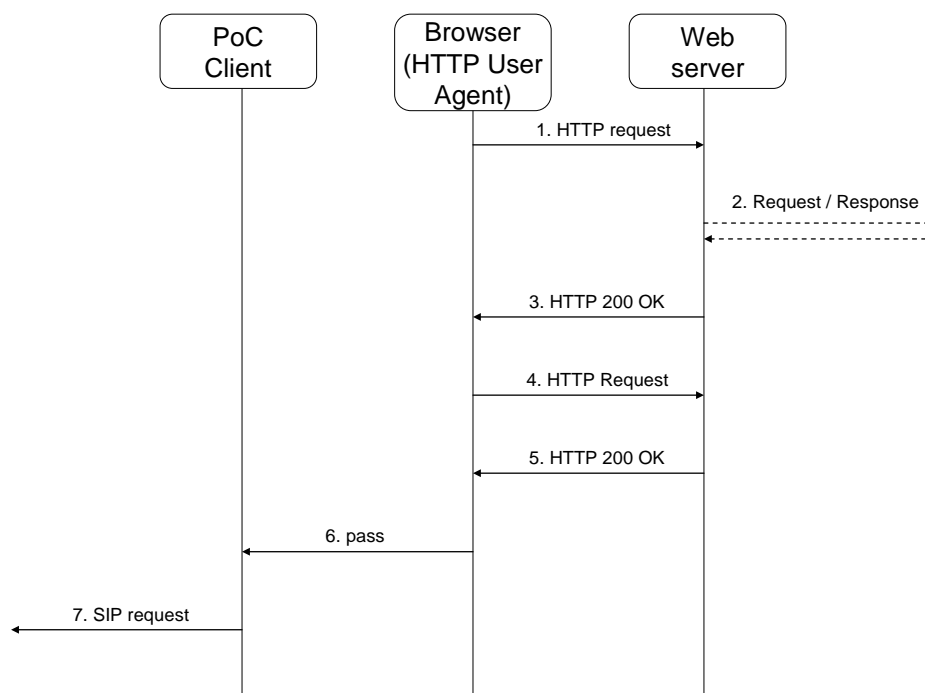 PoC
Client
Browser
(HTTP User
Agent)
Web
server
1. HTTP request
2. Request / Response
3. HTTP 200 OK
4. HTTP Request
5. HTTP 200 OK
6. pass
7. SIP request